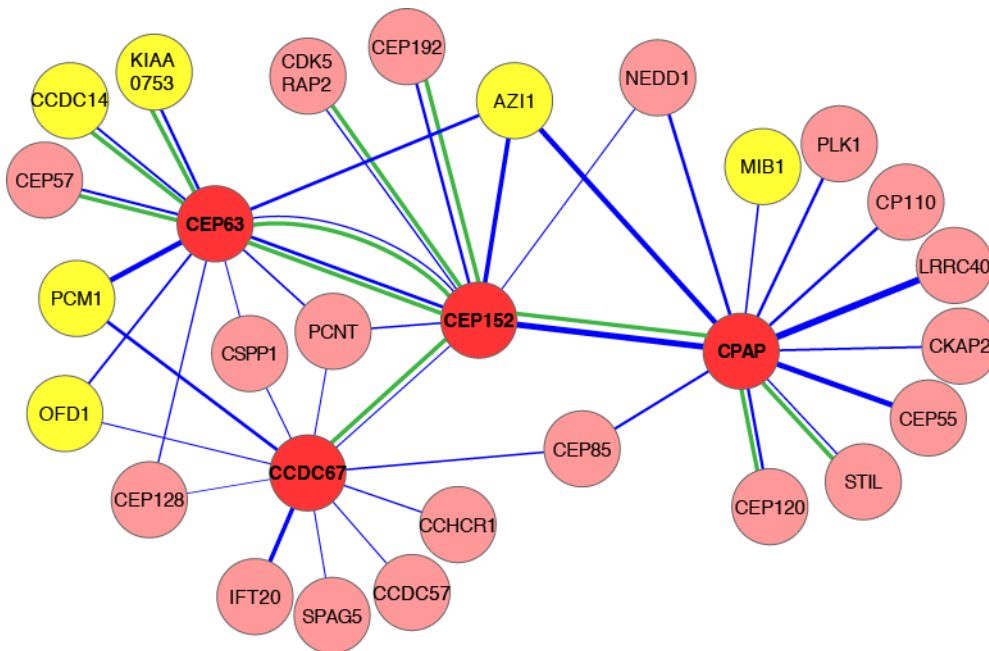 KIAA
0753
CDK5
RAP2
CEP192
NEDD1
CCDC14
AZI1
MIB1
PLK1
CEP57
CP110
CEP63
LRRC40
PCM1
PCNT
CEP152
CSPP1
CPAP
CKAP2
OFD1
CEP55
CEP85
CCDC67
STIL
CEP128
CEP120
CCHCR1
IFT20
CCDC57
SPAG5